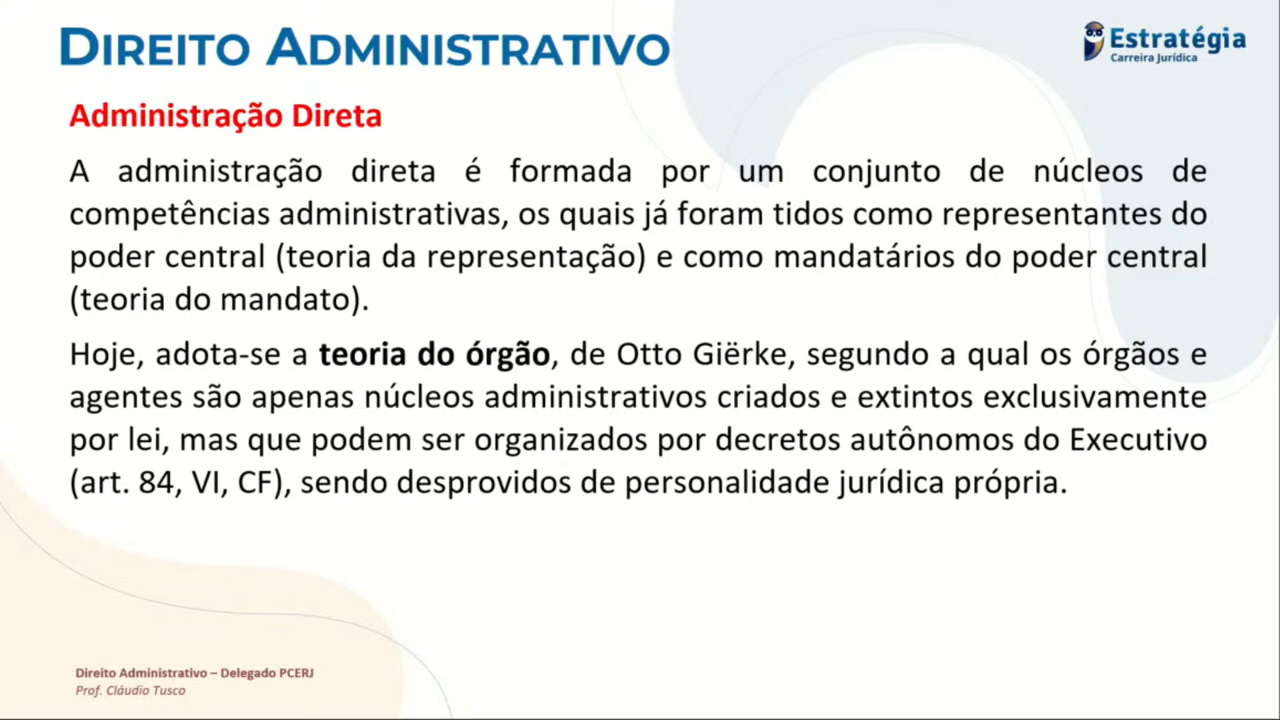 DIREITO ADMINISTRATIVO
Estratégia
Carreira Jurídica
Administração Direta
A administração direta é formada por um conjunto de núcleos de
competências administrativas, os quais já foram tidos como representantes do
poder central (teoria da representação) e como mandatários do poder central
(teoria do mandato).
Hoje, adota-se a teoria do órgão, de Otto Giërke, segundo a qual os órgãos e
agentes são apenas núcleos administrativos criados e extintos exclusivamente
por lei, mas que podem ser organizados por decretos autônomos do Executivo
(art. 84, VI, CF), sendo desprovidos de personalidade jurídica própria.
Direito Administrativo – Delegado PCERJ
Prof. Cláudio Tusco